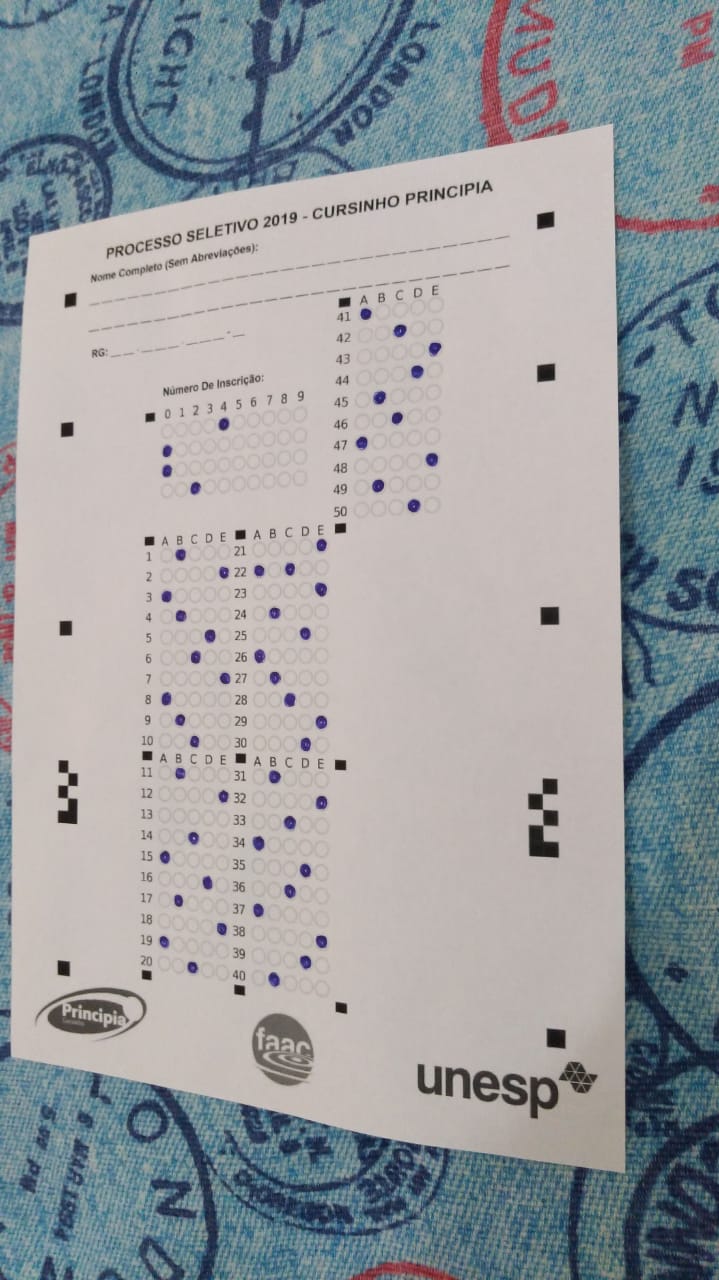 LIGHT
LONDON
A-LONDON
PROCESSO SELETIVO 2019 - CURSINHO PRINCIPIA
Nome Completo (Sem Abreviações):
RG:
Número De Inscrição:
0 1 2 3 4 5 6 7 8 9
A B C D E
41
42
43
44
45
46
47
48
49
50
A B C D E A B C D E
1 21
2 22
3 23
4 24
5 25
6 26
7 27
8 28
9 29
10 30
A B C D E A B C D E
11 31
12 32
13 33
14 34
15 35
16 36
17 37
18 38
19 39
20 40
Principia
faac
unesp